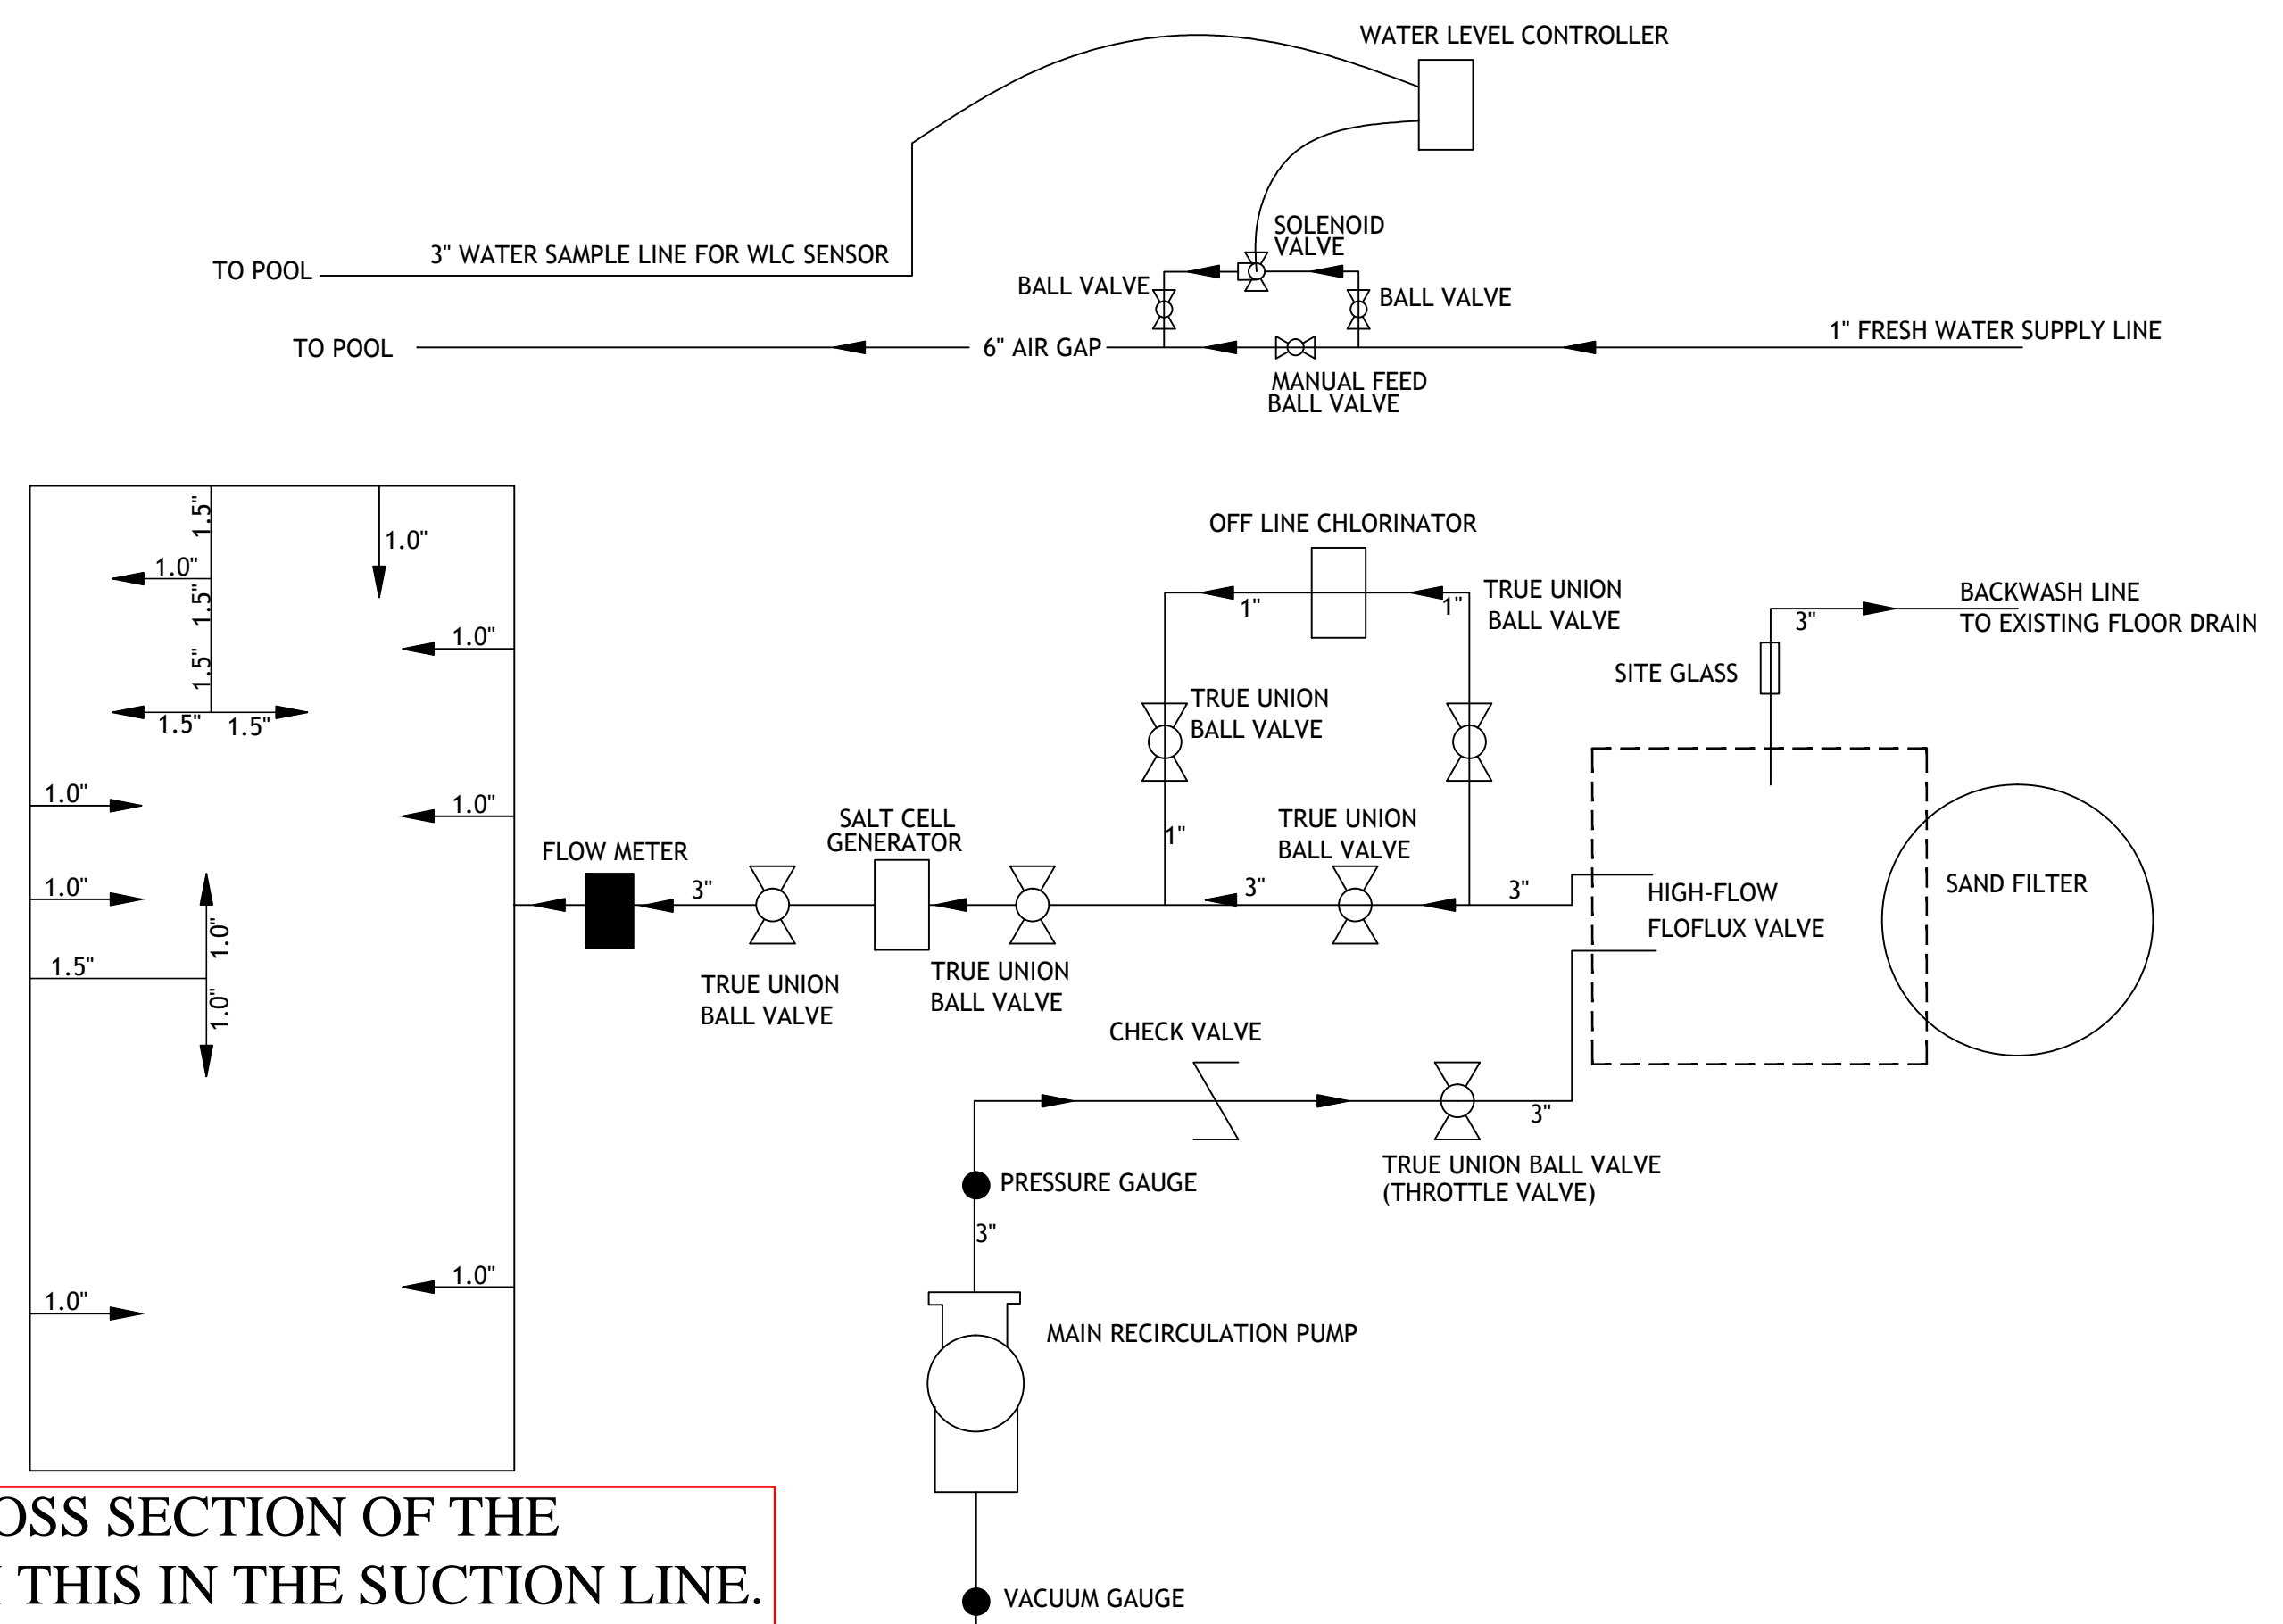 WATER LEVEL CONTROLLER
SOLENOID
VALVE
3" WATER SAMPLE LINE FOR WLC SENSOR
TO POOL
BALL VALVE
BALL VALVE
1" FRESH WATER SUPPLY LINE
TO POOL
6" AIR GAP
MANUAL FEED
BALL VALVE
1.5"
1.0"
1.0"
1.5"
1.0"
1.5"
1.5"
1.5"
1.0"
1.0"
1.0"
1.0"
1.5"
1.0"
1.0"
1.0"
OFF LINE CHLORINATOR
1"
1"
TRUE UNION
BALL VALVE
BACKWASH LINE
TO EXISTING FLOOR DRAIN
3"
SITE GLASS
TRUE UNION
BALL VALVE
1"
SALT CELL
GENERATOR
TRUE UNION
BALL VALVE
FLOW METER
3"
3"
3"
HIGH-FLOW
FLOFLUX VALVE
SAND FILTER
TRUE UNION
BALL VALVE
TRUE UNION
BALL VALVE
CHECK VALVE
3"
TRUE UNION BALL VALVE
(THROTTLE VALVE)
PRESSURE GAUGE
3"
MAIN RECIRCULATION PUMP
OSS SECTION OF THE
THIS IN THE SUCTION LINE.
VACUUM GAUGE